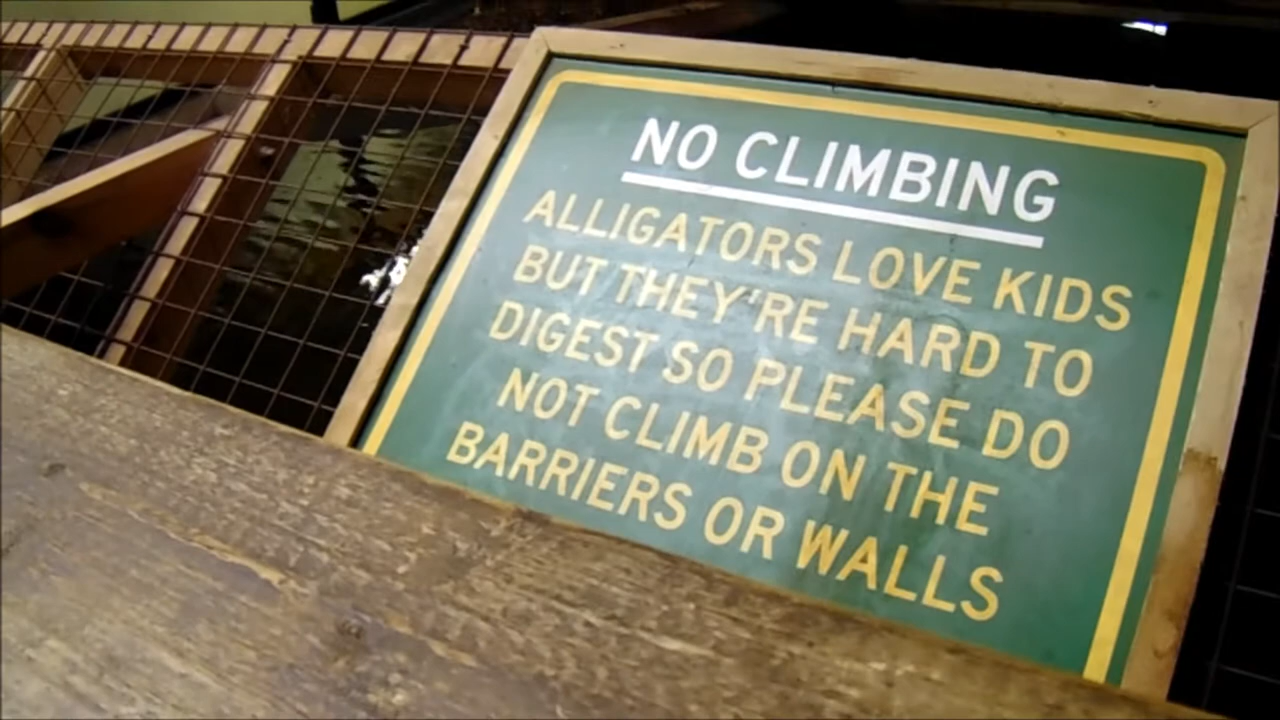 NO CLIMBING
ALLIGATORS LOVE KIDS
BUT THEY'RE HARD TO
DIGEST SO PLEASE DO
NOT CLIMB ON THE
BARRIERS OR WALLS